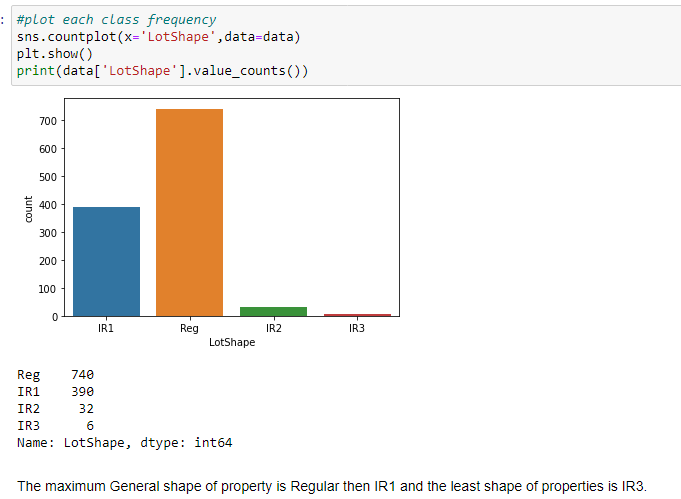 :
#plot each class frequency
sns.countplot(x='LotShape',data=data)
plt.show()
print(data['LotShape'].value_counts())
700
600
500
400
300
200
100
0
count
IR1 Reg IR2 IR3
LotShape
Reg 740
IR1 390
IR2 32
IR3 6
Name: LotShape, dtype: int64
The maximum General shape of property is Regular then IR1 and the least shape of properties is IR3.